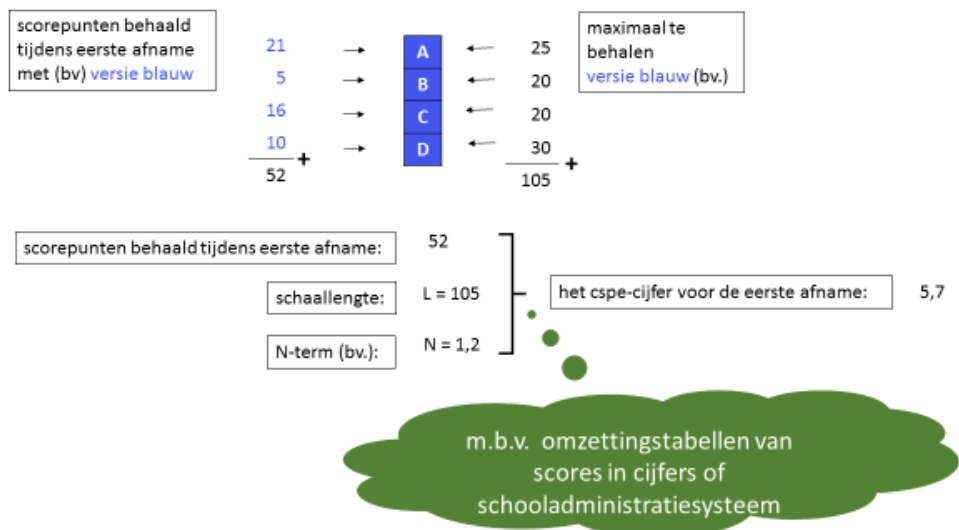 scorepunten behaald
tijdens eerste afname
met (bv) versie blauw
21 → A ← 25
5 → B ← 20
16 → C ← 20
10 → D ← 30
+ +
52 105
maximaal te
behalen
versie blauw (bv.)
scorepunten behaald tijdens eerste afname: 52
schaallengte: L = 105
N-term (bv.): N = 1,2
het cspe-cijfer voor de eerste afname: 5,7
m.b.v. omzettingstabellen van
scores in cijfers of
schooladministratiesysteem